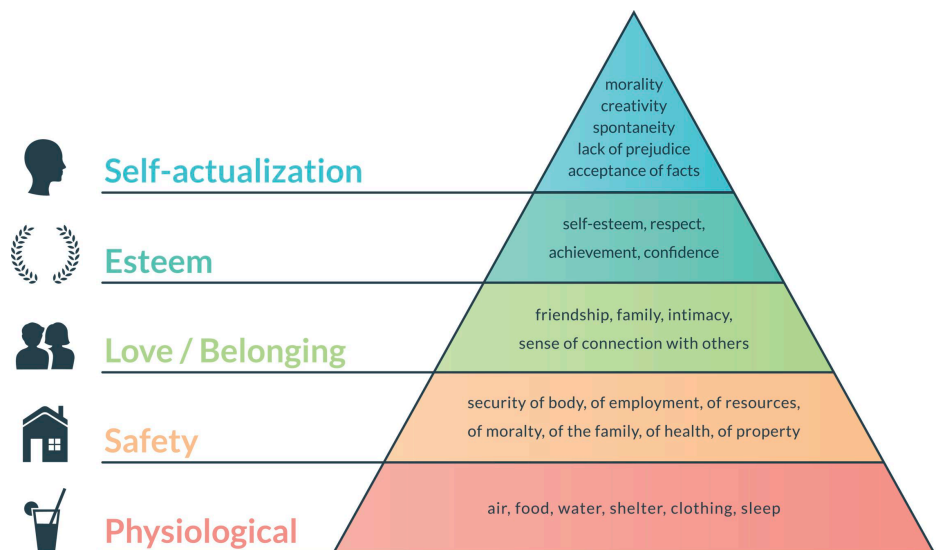 morality
creativity
spontaneity
lack of prejudice
acceptance of facts
Self-actualization
self-esteem, respect,
achievement, confidence
Esteem
friendship, family, intimacy,
sense of connection with others
Love / Belonging
security of body, of employment, of resources,
of moralty, of the family, of health, of property
Safety
air, food, water, shelter, clothing, sleep
Physiological